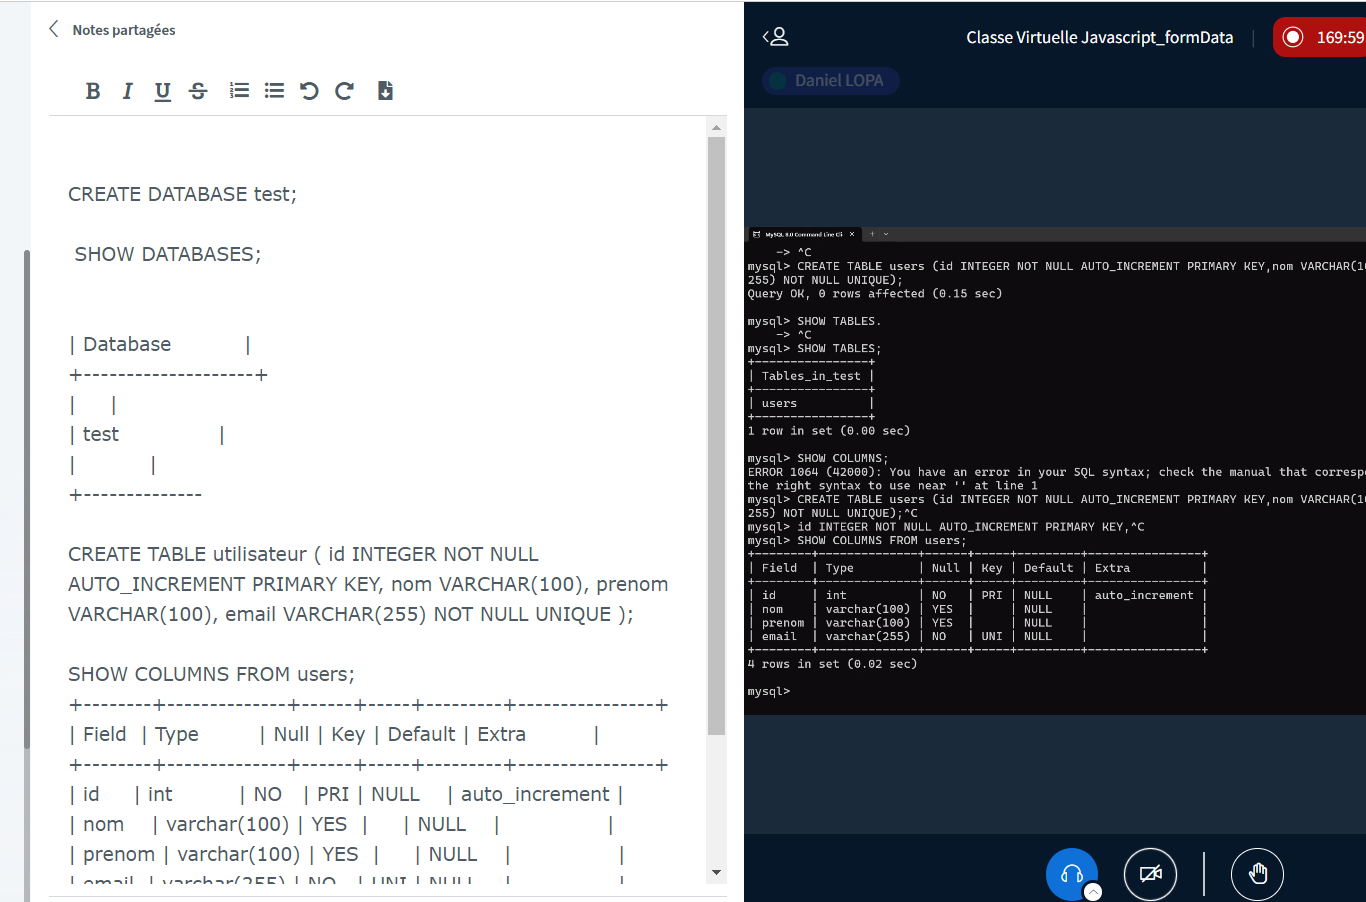 Notes partagées
B I U S
CREATE DATABASE test;
SHOW DATABASES;
| Database |
+--------------------+
| |
| test |
| |
+--------------
CREATE TABLE utilisateur ( id INTEGER NOT NULL
AUTO_INCREMENT PRIMARY KEY, nom VARCHAR(100), prenom
VARCHAR(100), email VARCHAR(255) NOT NULL UNIQUE );
SHOW COLUMNS FROM users;
+---------+--------------+------+-----+---------+----------------+
| Field | Type | Null | Key | Default | Extra |
+---------+--------------+------+-----+---------+----------------+
| id | int | NO | PRI | NULL | auto_increment |
| nom | varchar(100) | YES | | NULL | |
| prenom | varchar(100) | YES | | NULL | |
| email | varchar(255) | NO | UNI | NULL | |
Classe Virtuelle Javascript_formData
169:59
Daniel LOPA
MySQL 8.0 Command Line Cli
-> ^C
mysql> CREATE TABLE users (id INTEGER NOT NULL AUTO_INCREMENT PRIMARY KEY,nom VARCHAR(10
255) NOT NULL UNIQUE);
Query OK, 0 rows affected (0.15 sec)
mysql> SHOW TABLES.
-> ^C
mysql> SHOW TABLES;
+----------------+
| Tables_in_test |
+----------------+
| users |
+----------------+
1 row in set (0.00 sec)
mysql> SHOW COLUMNS;
ERROR 1064 (42000): You have an error in your SQL syntax; check the manual that correspo
the right syntax to use near '' at line 1
mysql> CREATE TABLE users (id INTEGER NOT NULL AUTO_INCREMENT PRIMARY KEY,nom VARCHAR(10
255) NOT NULL UNIQUE);^C
mysql> id INTEGER NOT NULL AUTO_INCREMENT PRIMARY KEY,^C
mysql> SHOW COLUMNS FROM users;
+--------+--------------+------+-----+---------+----------------+
| Field | Type | Null | Key | Default | Extra |
+--------+--------------+------+-----+---------+----------------+
| id | int | NO | PRI | NULL | auto_increment |
| nom | varchar(100) | YES | | NULL | |
| prenom | varchar(100) | YES | | NULL | |
| email | varchar(255) | NO | UNI | NULL | |
+--------+--------------+------+-----+---------+----------------+
4 rows in set (0.02 sec)
mysql>